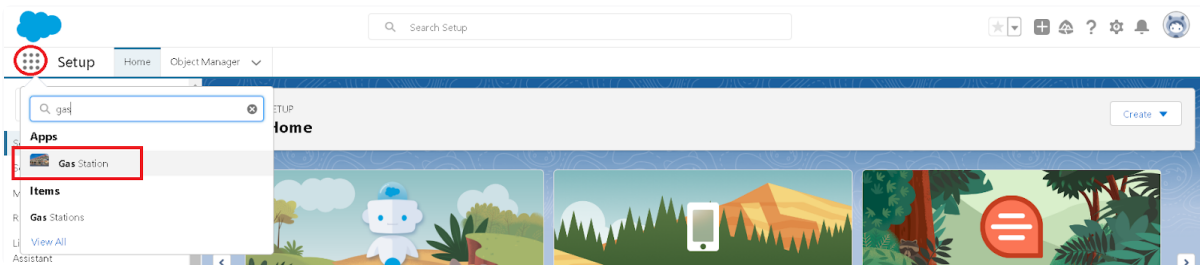 Search Setup
Setup
Home
Object Manager
gas
SETUP
Home
Create
Apps
Gas Station
Items
Gas Stations
View All
Assistant